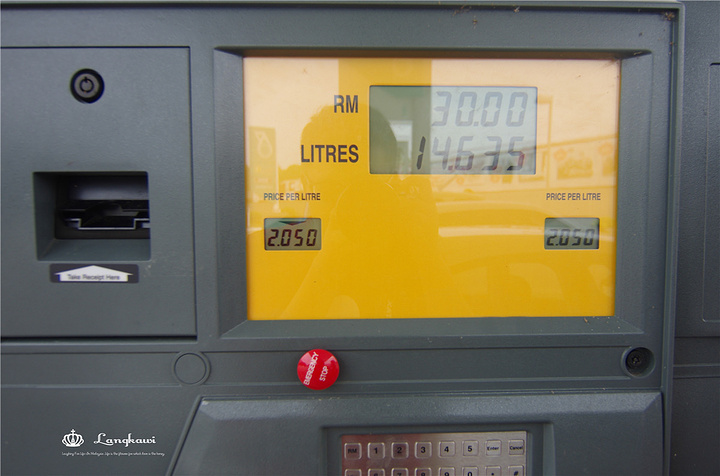 RM 30.00
LITRES 14.635
PRICE PER LITRE
2.050
PRICE PER LITRE
2.050
Take Receipt Here
EMERGENCY
STOP
Langkawi
RM 1 2 3 4 5 Enter Cancel